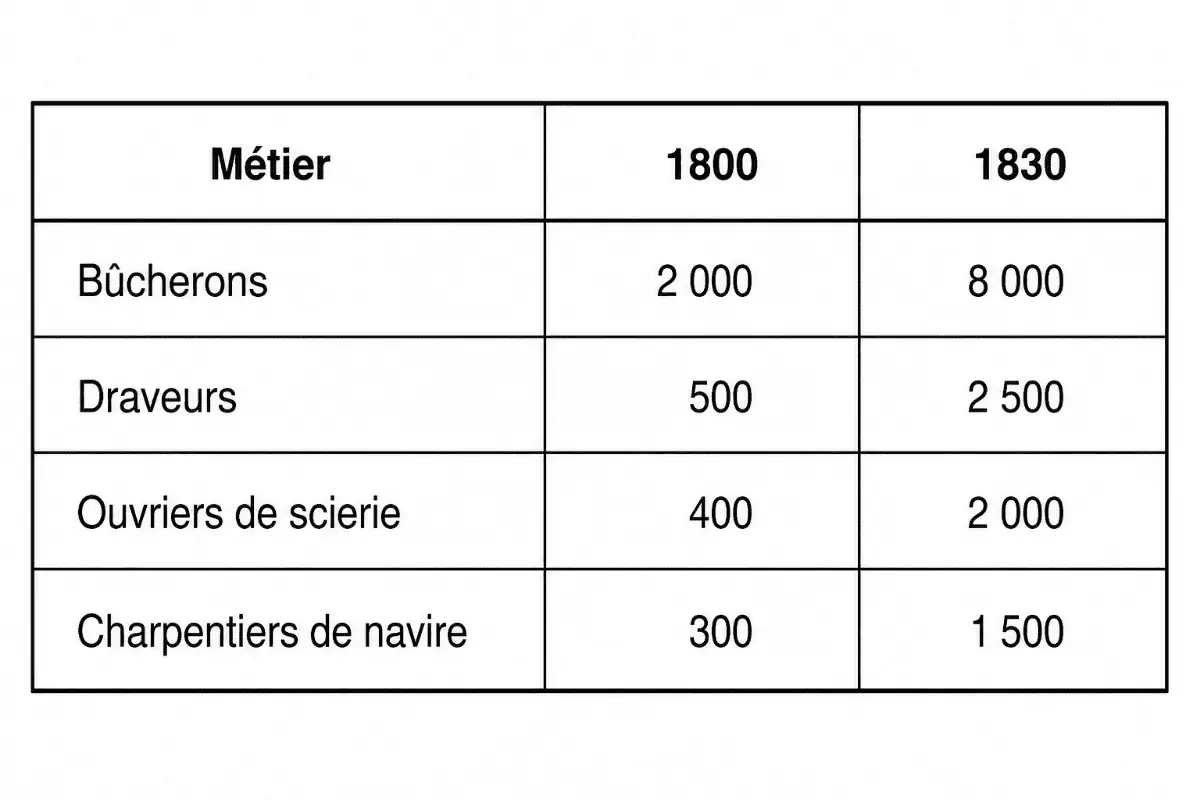 Métier 1800 1830
Bûcherons 2 000 8 000
Draveurs 500 2 500
Ouvriers de scierie 400 2 000
Charpentiers de navire 300 1 500